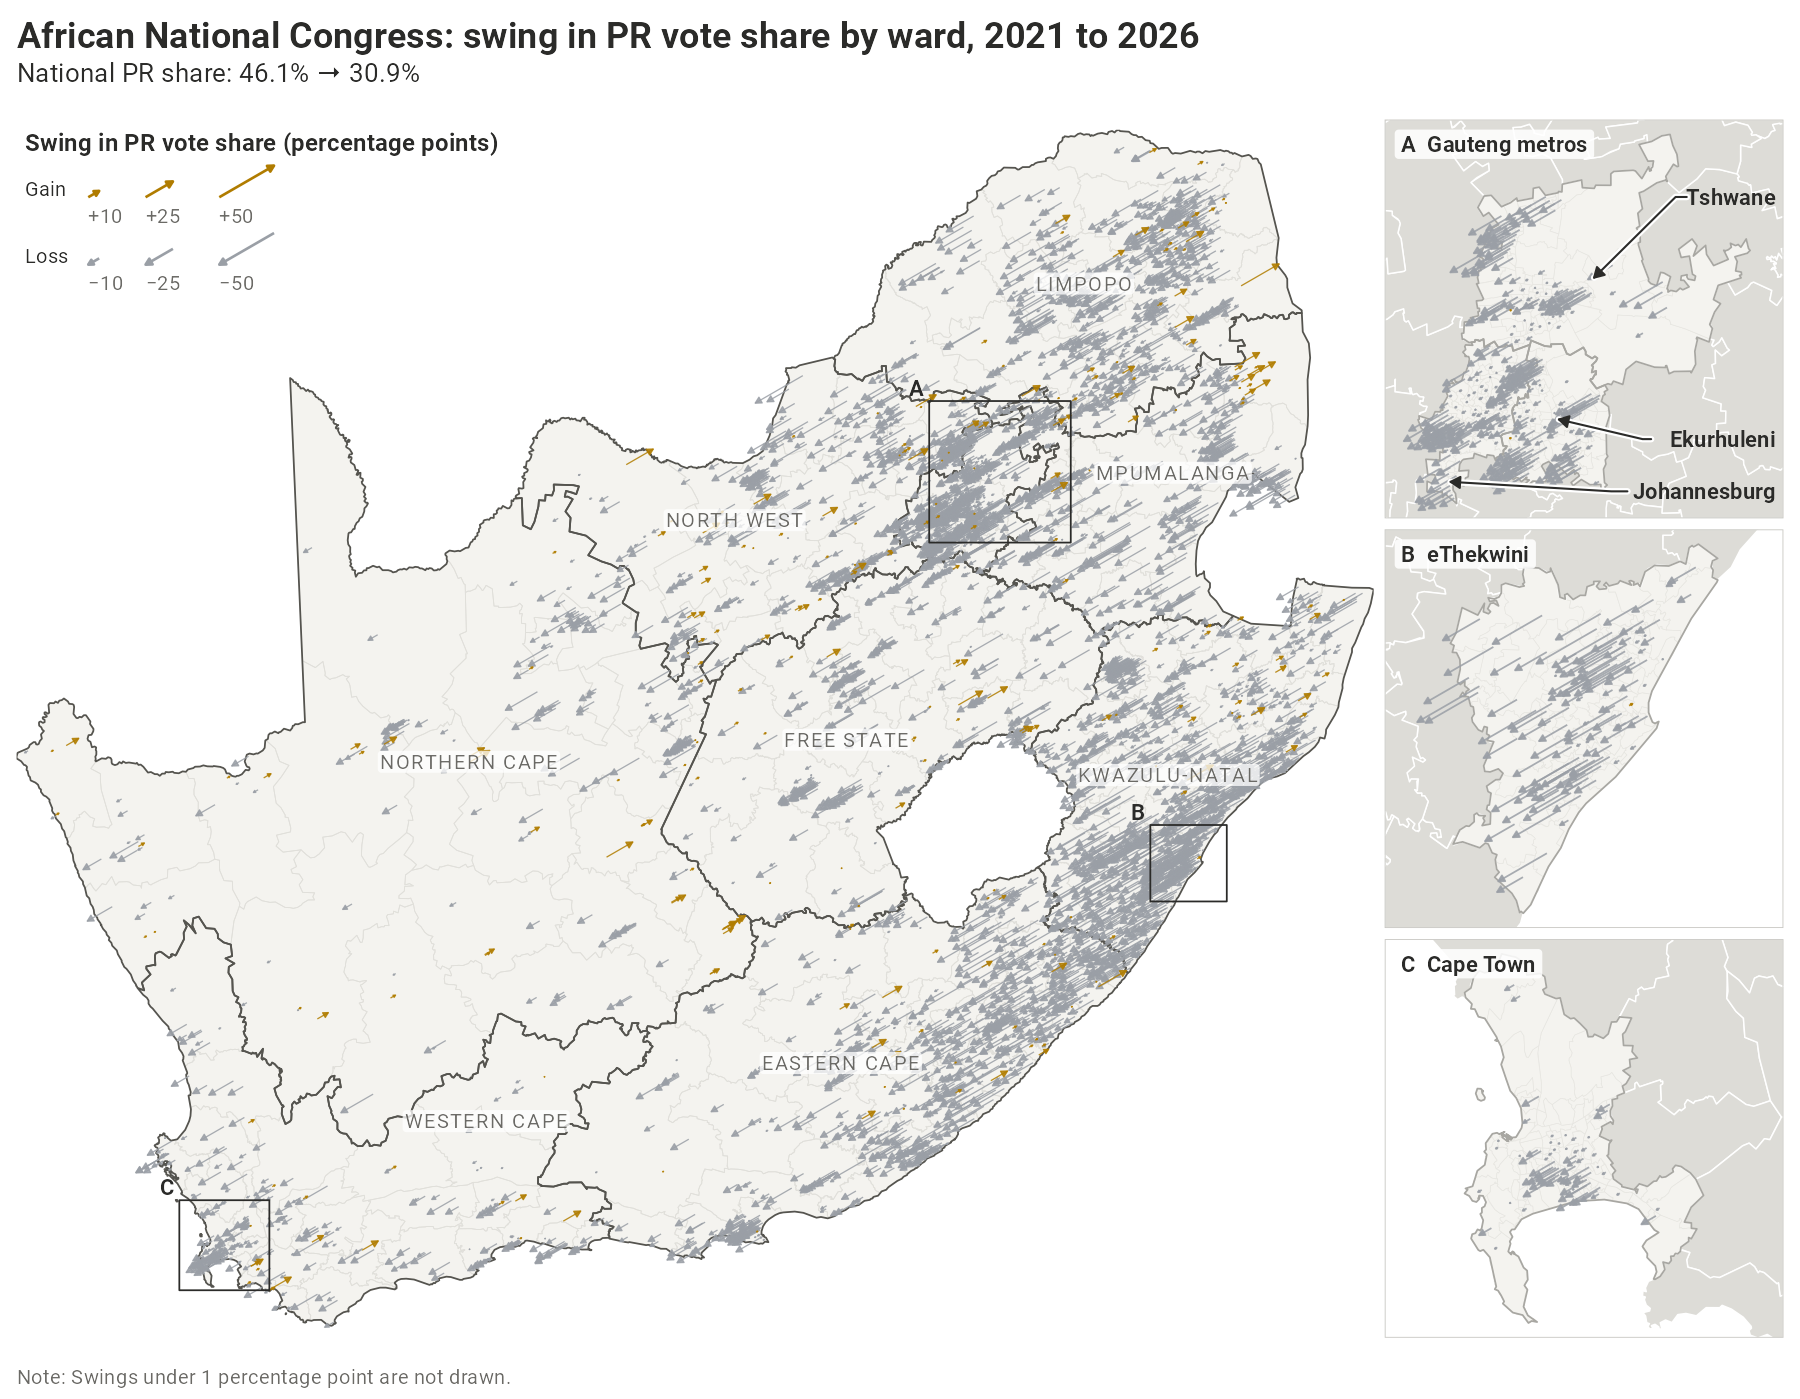 African National Congress: swing in PR vote share by ward, 2021 to 2026
National PR share: 46.1% → 30.9%
Swing in PR vote share (percentage points)
Gain
+10 +25 +50
Loss
−10 −25 −50
A
B
C
LIMPOPO
MPUMALANGA
NORTH WEST
FREE STATE
NORTHERN CAPE
KWAZULU-NATAL
EASTERN CAPE
WESTERN CAPE
A Gauteng metros
Tshwane
Ekurhuleni
Johannesburg
B eThekwini
C Cape Town
Note: Swings under 1 percentage point are not drawn.